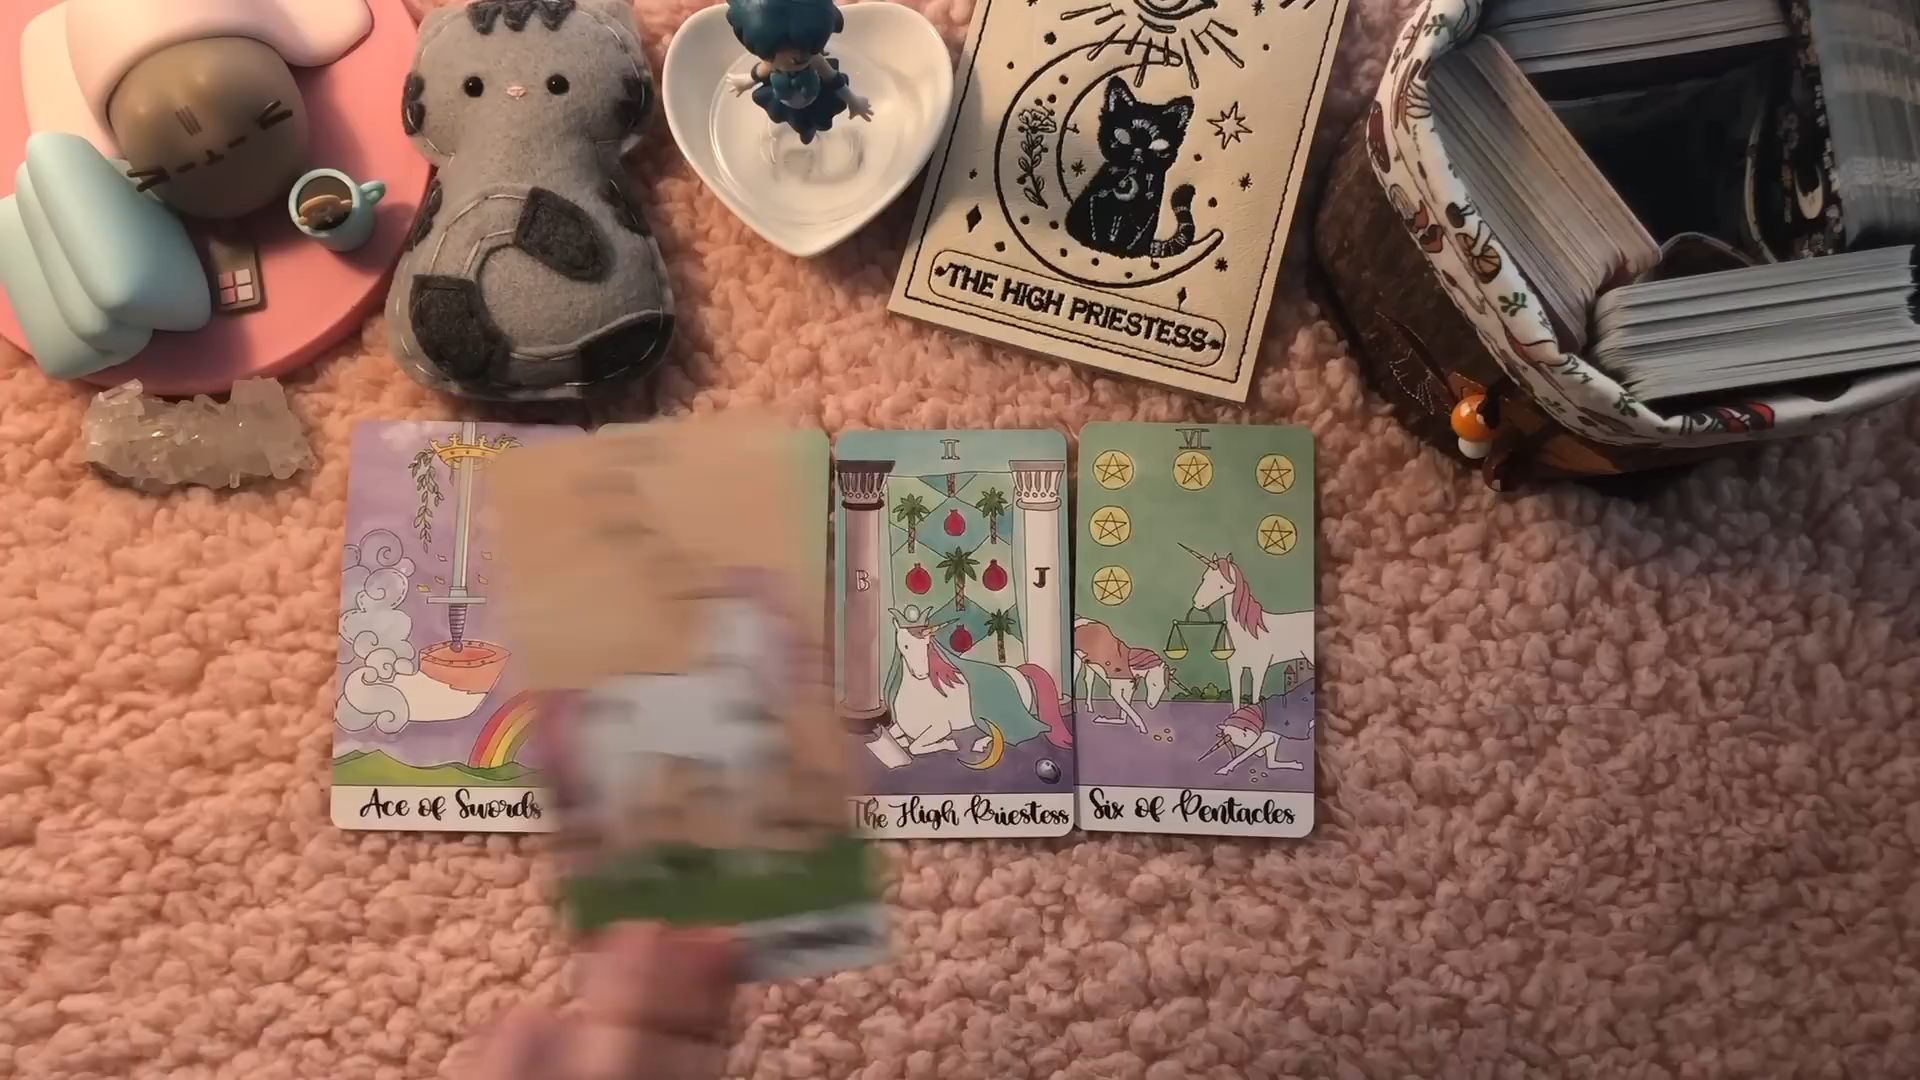 THE HIGH PRIESTESS
II
VI
B
J
Ace of Swords
The High Priestess
Six of Pentacles